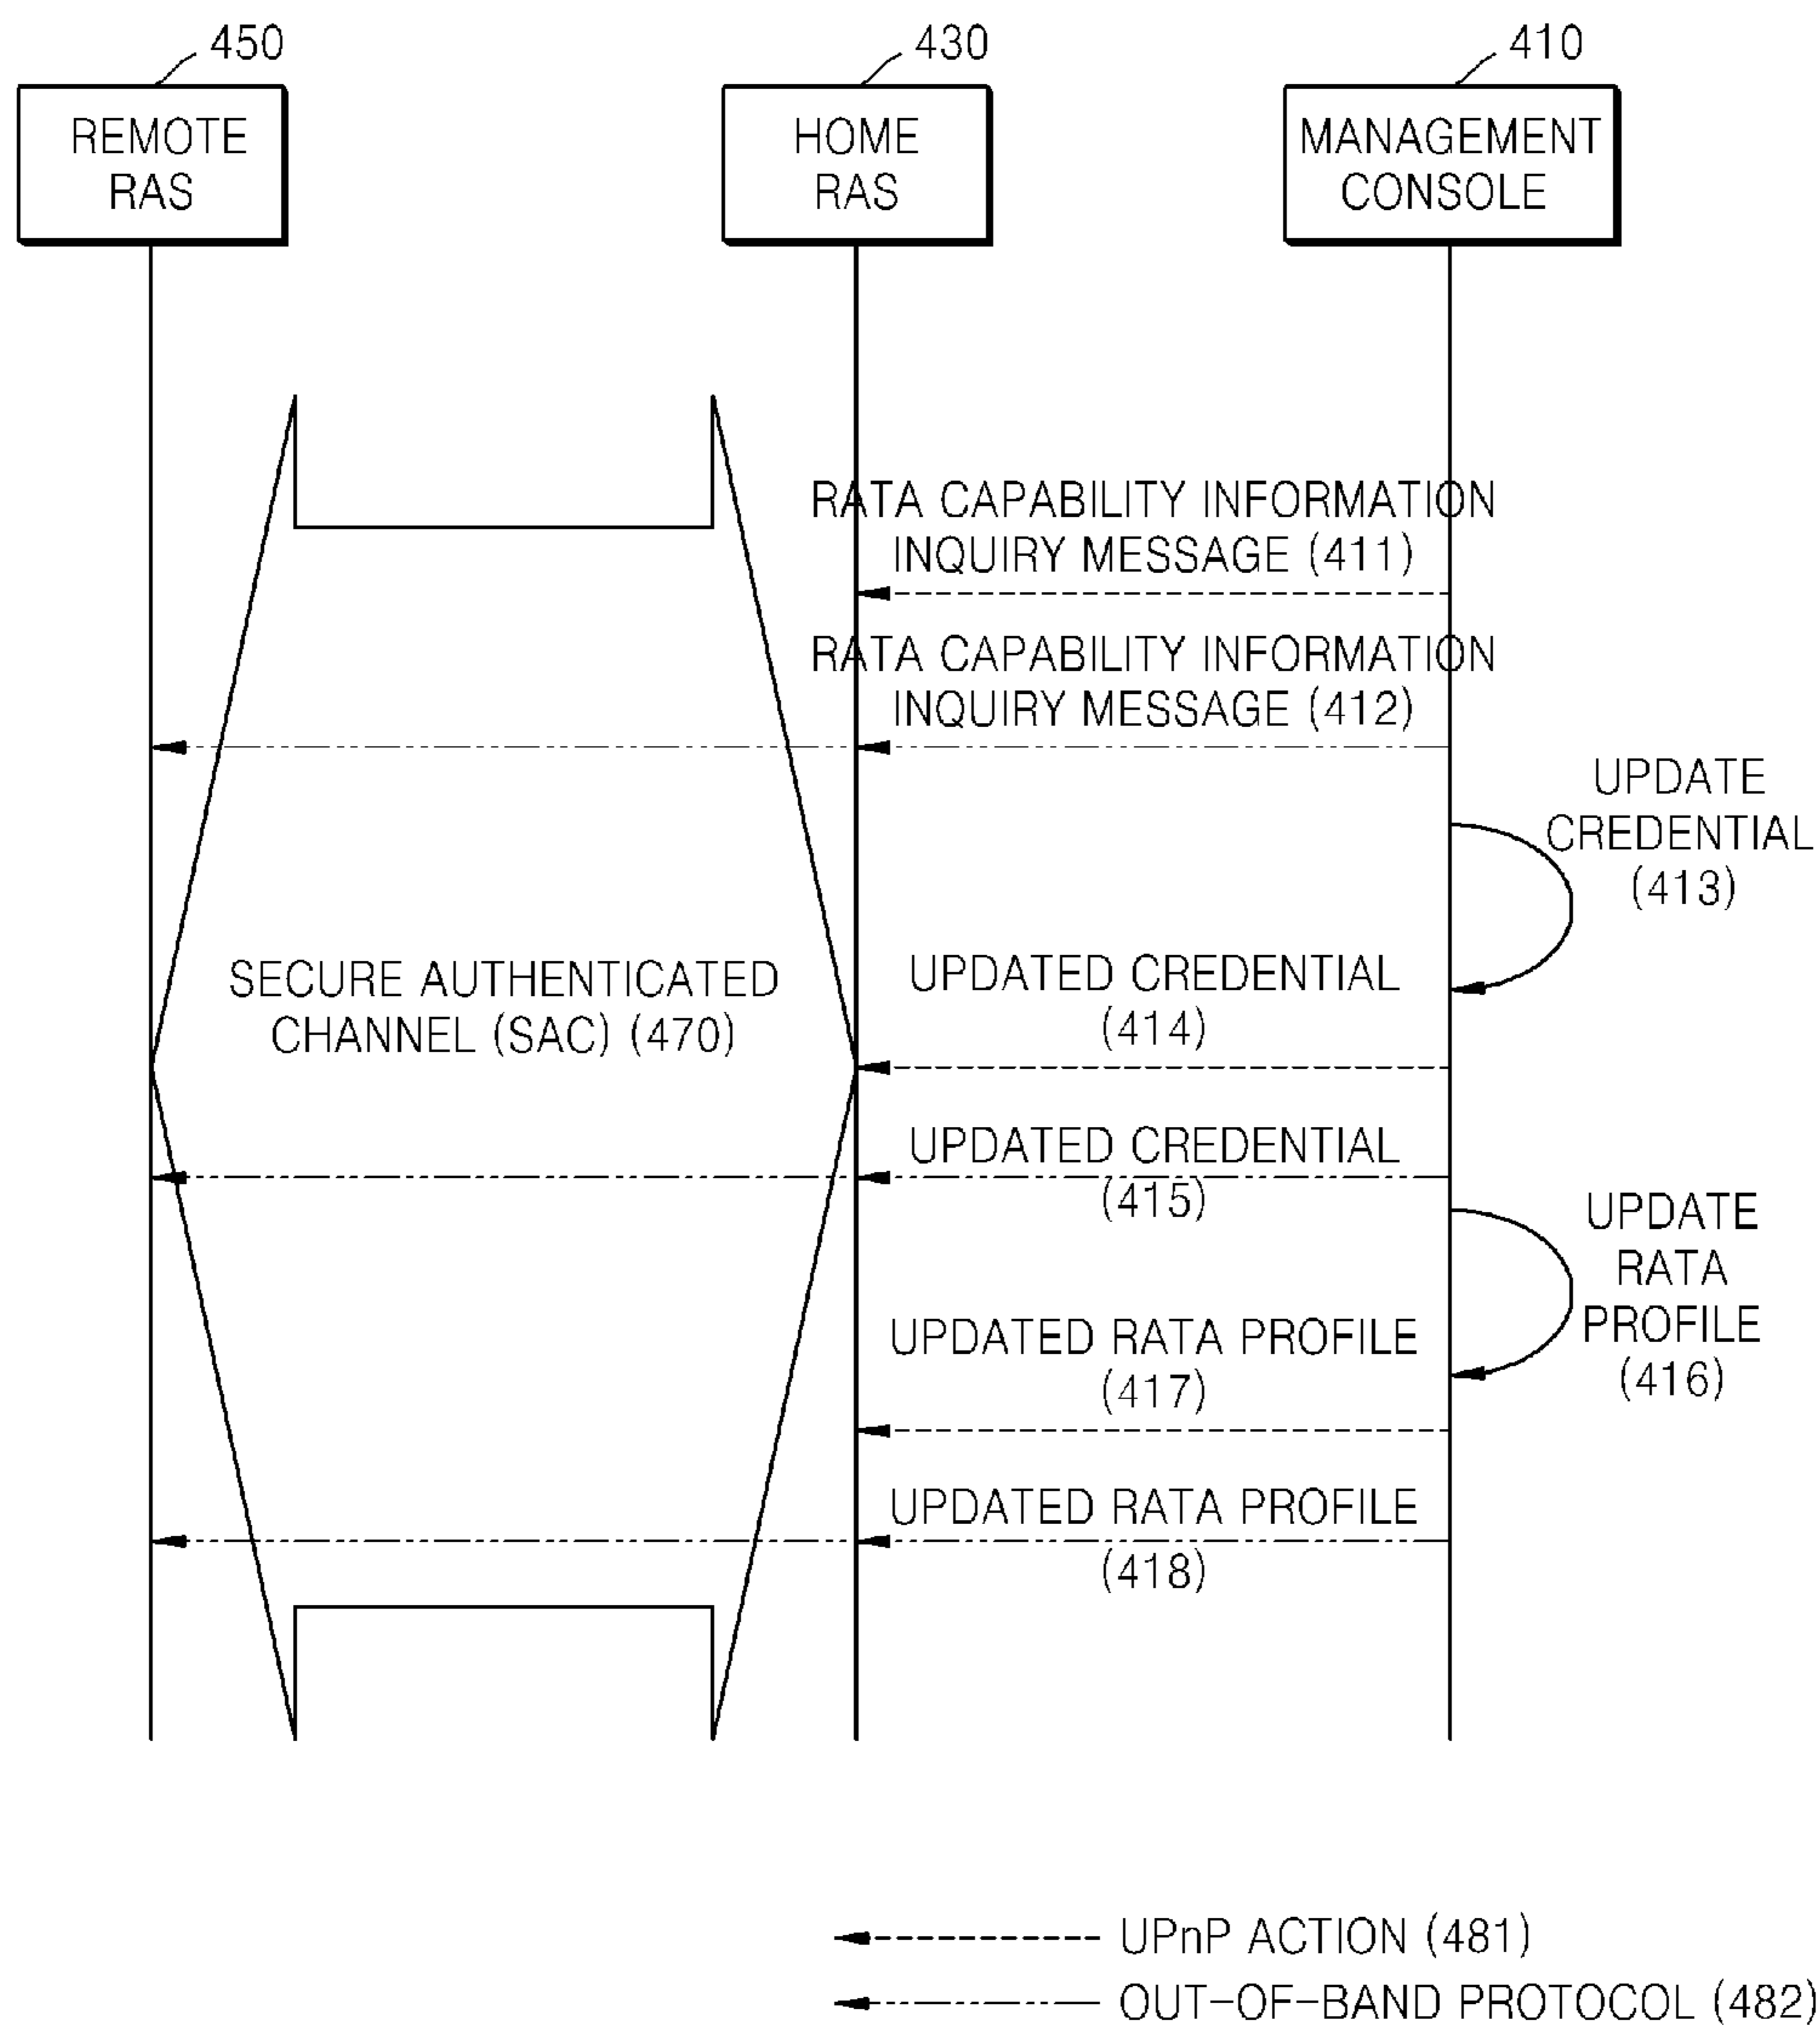 450
430
410
REMOTE
RAS
HOME
RAS
MANAGEMENT
CONSOLE
RATA CAPABILITY INFORMATION
INQUIRY MESSAGE (411)
RATA CAPABILITY INFORMATION
INQUIRY MESSAGE (412)
UPDATE
CREDENTIAL
(413)
SECURE AUTHENTICATED
CHANNEL (SAC) (470)
UPDATED CREDENTIAL
(414)
UPDATED CREDENTIAL
(415)
UPDATE
RATA
PROFILE
(416)
UPDATED RATA PROFILE
(417)
UPDATED RATA PROFILE
(418)
UPnP ACTION (481)
OUT-OF-BAND PROTOCOL (482)